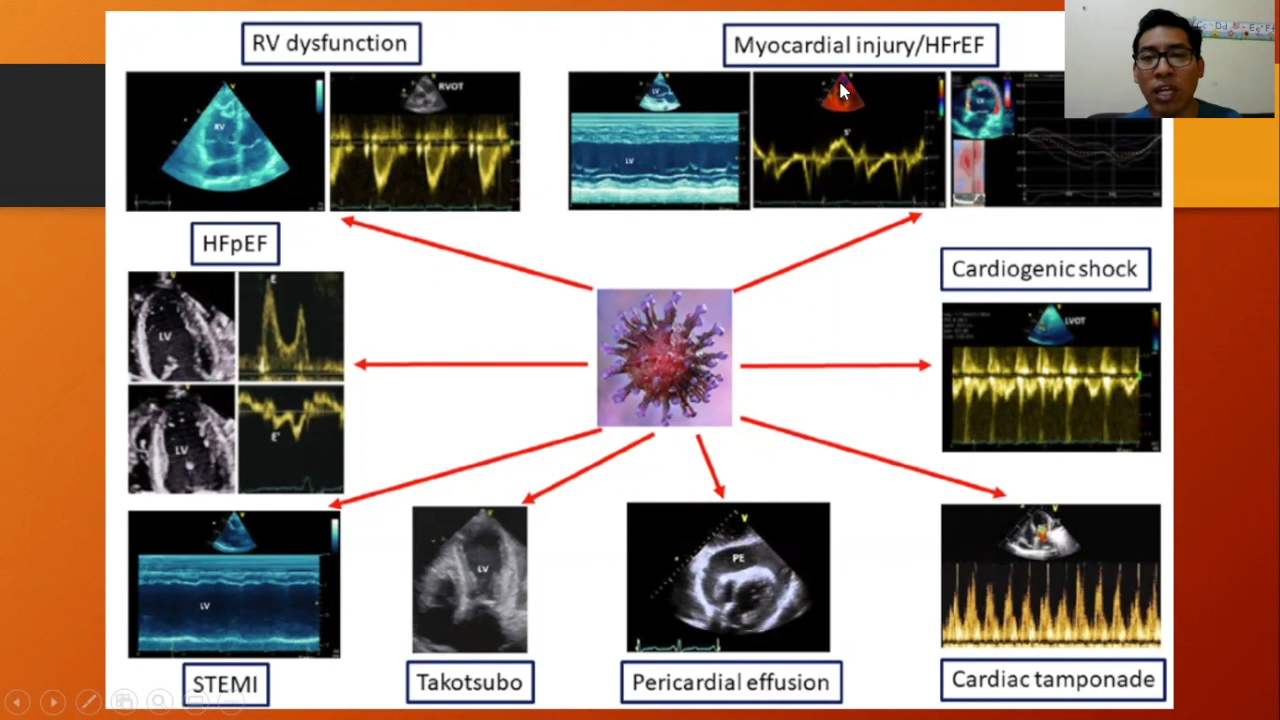 RV dysfunction
Myocardial injury/HFrEF
V
RV
V
RVOT
V
LV
LV
S'
LV
HFpEF
LV
E
LV
E'
Cardiogenic shock
LVOT
LV
V
LV
V
PE
STEMI
Takotsubo
Pericardial effusion
Cardiac tamponade